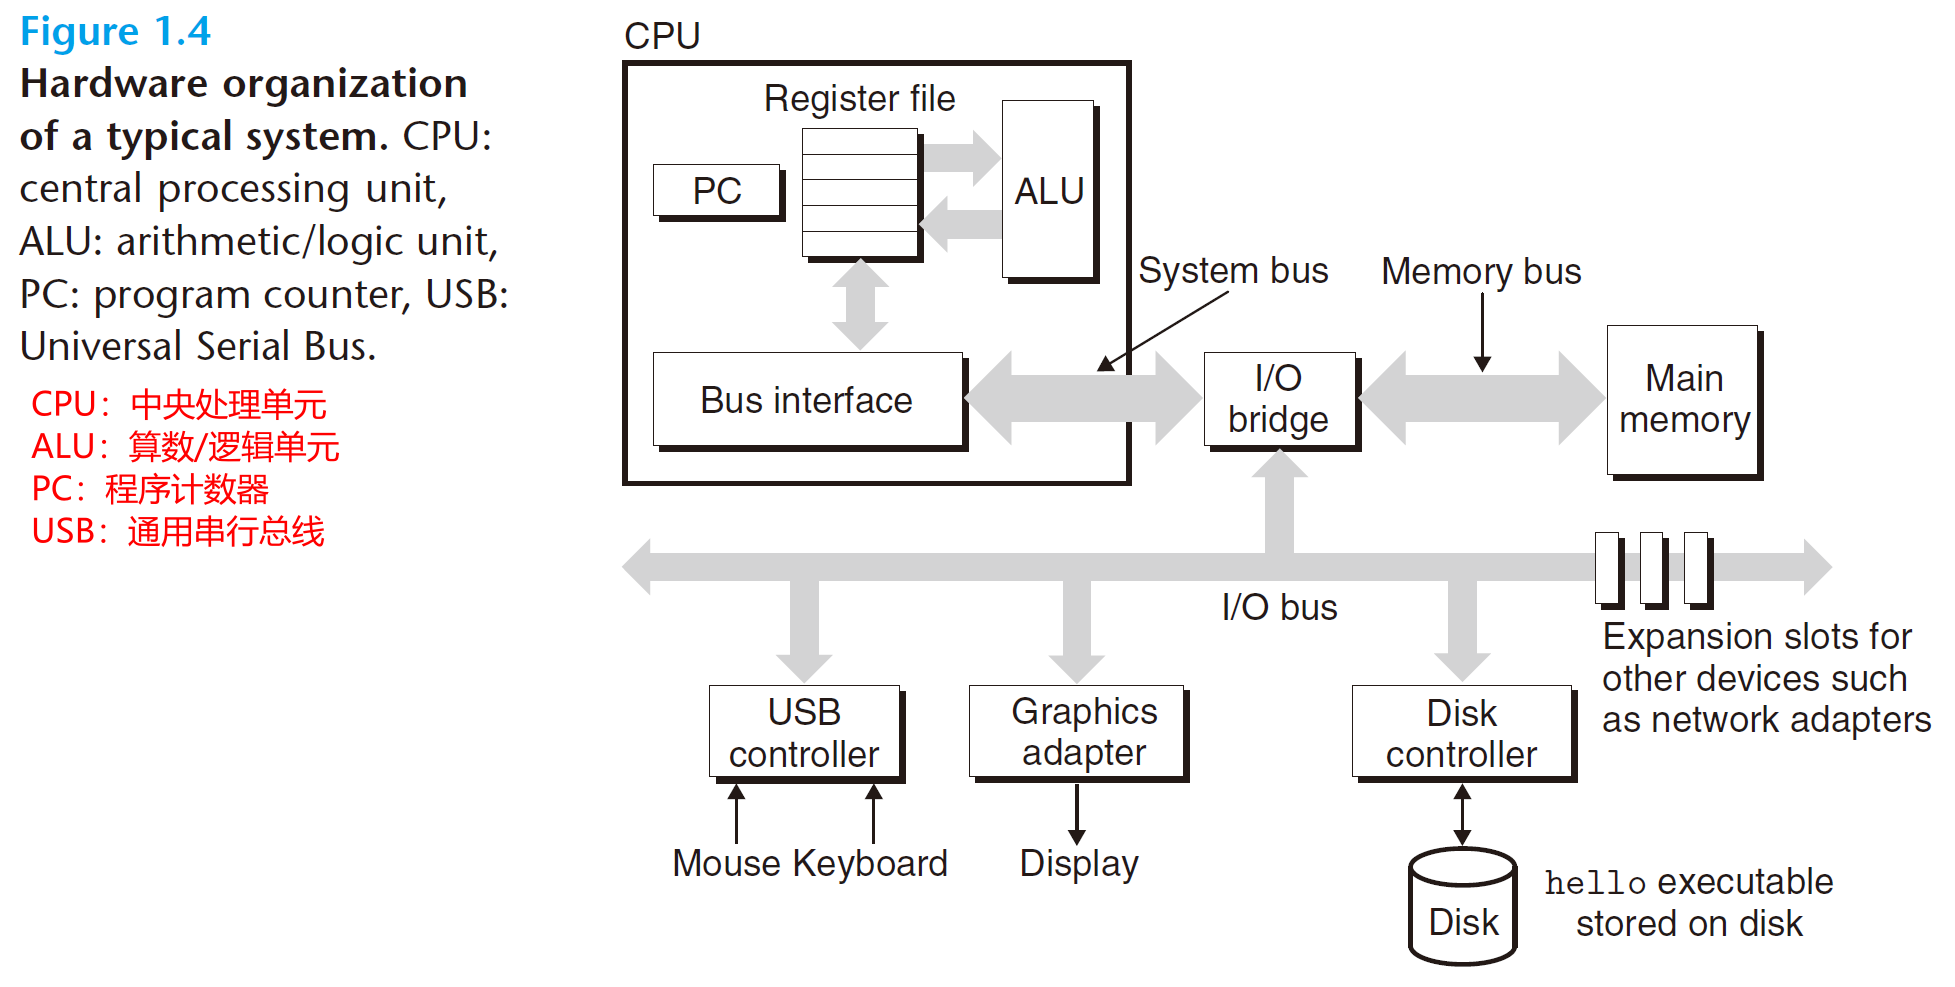 Figure 1.4
Hardware organization
of a typical system. CPU:
central processing unit,
ALU: arithmetic/logic unit,
PC: program counter, USB:
Universal Serial Bus.
CPU：中央处理单元
ALU：算数/逻辑单元
PC：程序计数器
USB：通用串行总线
CPU
Register file
PC
ALU
System bus
Memory bus
Bus interface
I/O
bridge
Main
memory
I/O bus
Expansion slots for
other devices such
as network adapters
USB
controller
Graphics
adapter
Disk
controller
Mouse Keyboard
Display
Disk
hello executable
stored on disk